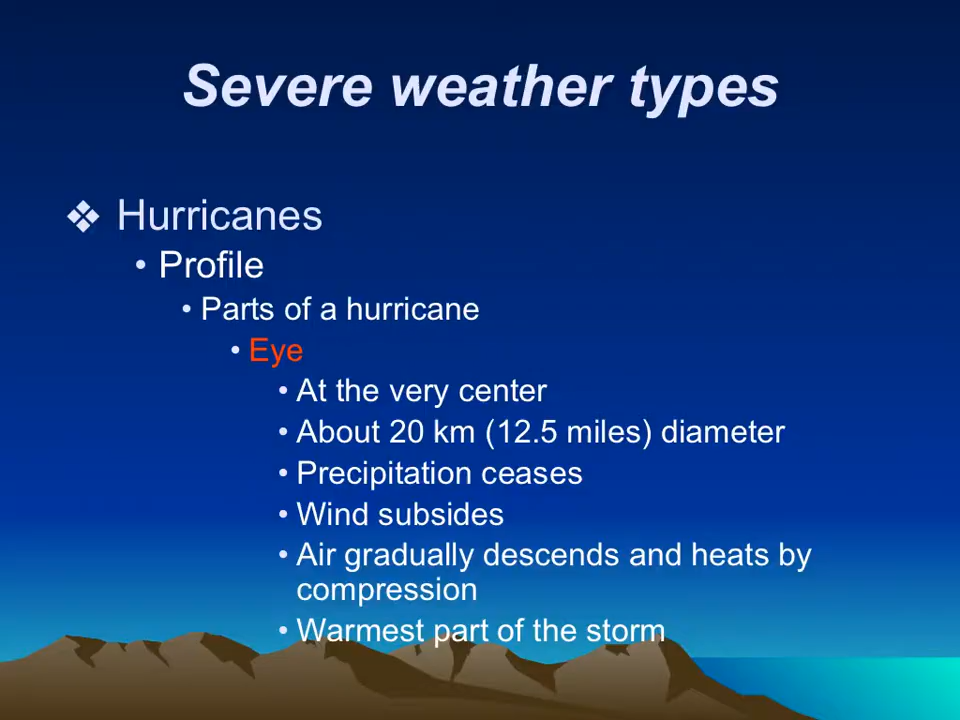 Severe weather types
❖ Hurricanes
• Profile
• Parts of a hurricane
• Eye
• At the very center
• About 20 km (12.5 miles) diameter
• Precipitation ceases
• Wind subsides
• Air gradually descends and heats by
compression
• Warmest part of the storm